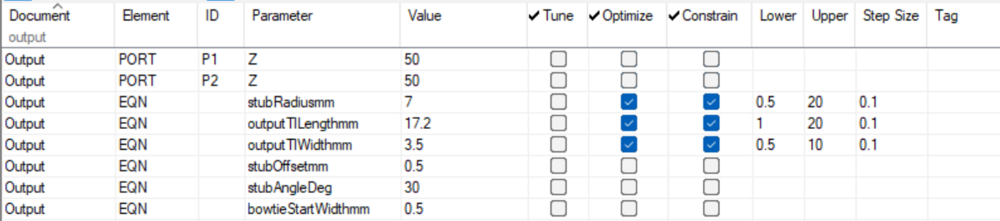 Document Element ID Parameter Value ✓ Tune ✓ Optimize ✓ Constrain Lower Upper Step Size Tag
output
Output PORT P1 Z 50
Output PORT P2 Z 50
Output EQN stubRadiusmm 7 0.5 20 0.1
Output EQN outputTlLengthmm 17.2 1 20 0.1
Output EQN outputTlWidthmm 3.5 0.5 10 0.1
Output EQN stubOffsetmm 0.5
Output EQN stubAngleDeg 30
Output EQN bowtieStartWidthmm 0.5